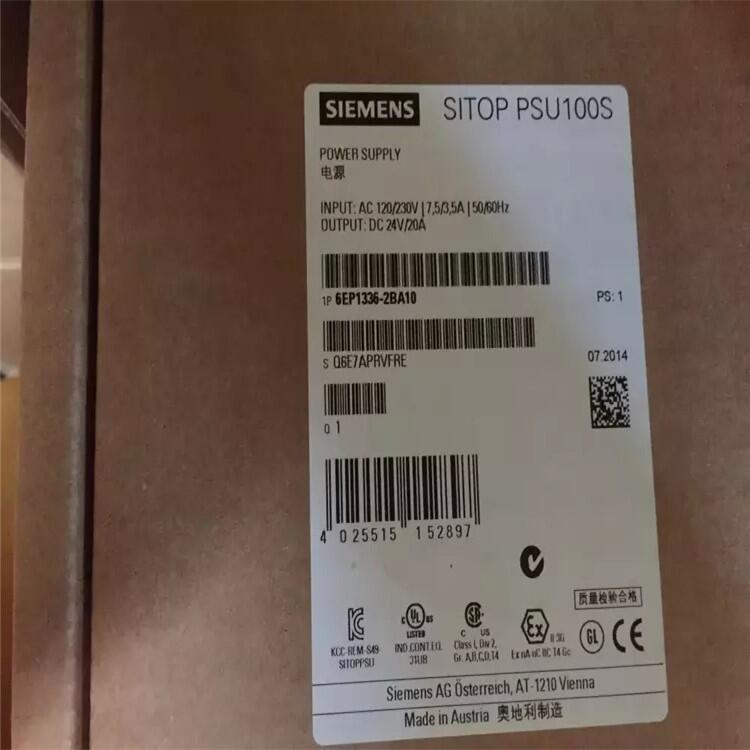 SIEMENS SITOP PSU100S
POWER SUPPLY
电源
INPUT: AC 120/230V | 7,5/3,5A | 50/60Hz
OUTPUT: DC 24V/20A
1P 6EP1336-2BA10 PS: 1
S Q6E7APRVFRE 07.2014
Q 1
4 025515 152897
质量检验合格
KCC-REM-S49-
SITOPPSU
C UL US
LISTED
IND.CONT.EQ.
31UB
C US
Class I, Div 2,
Gr. A,B,C,D,T4
Ex II 3G
Ex nA nC IIC T4 Gc
GL CE
Siemens AG Österreich, AT-1210 Vienna
Made in Austria 奥地利制造